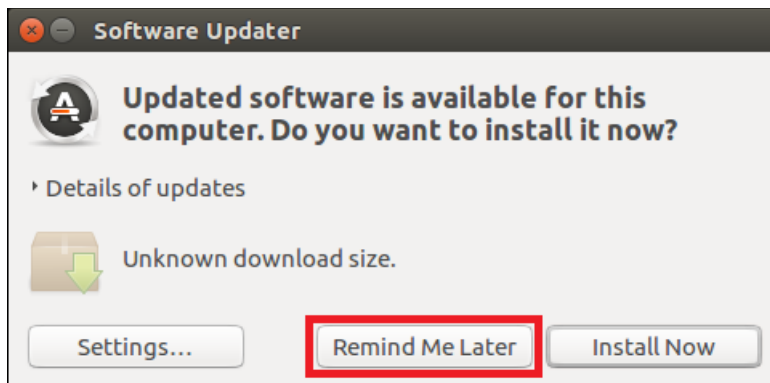 Software Updater
Updated software is available for this
computer. Do you want to install it now?
Details of updates
Unknown download size.
Settings...
Remind Me Later
Install Now